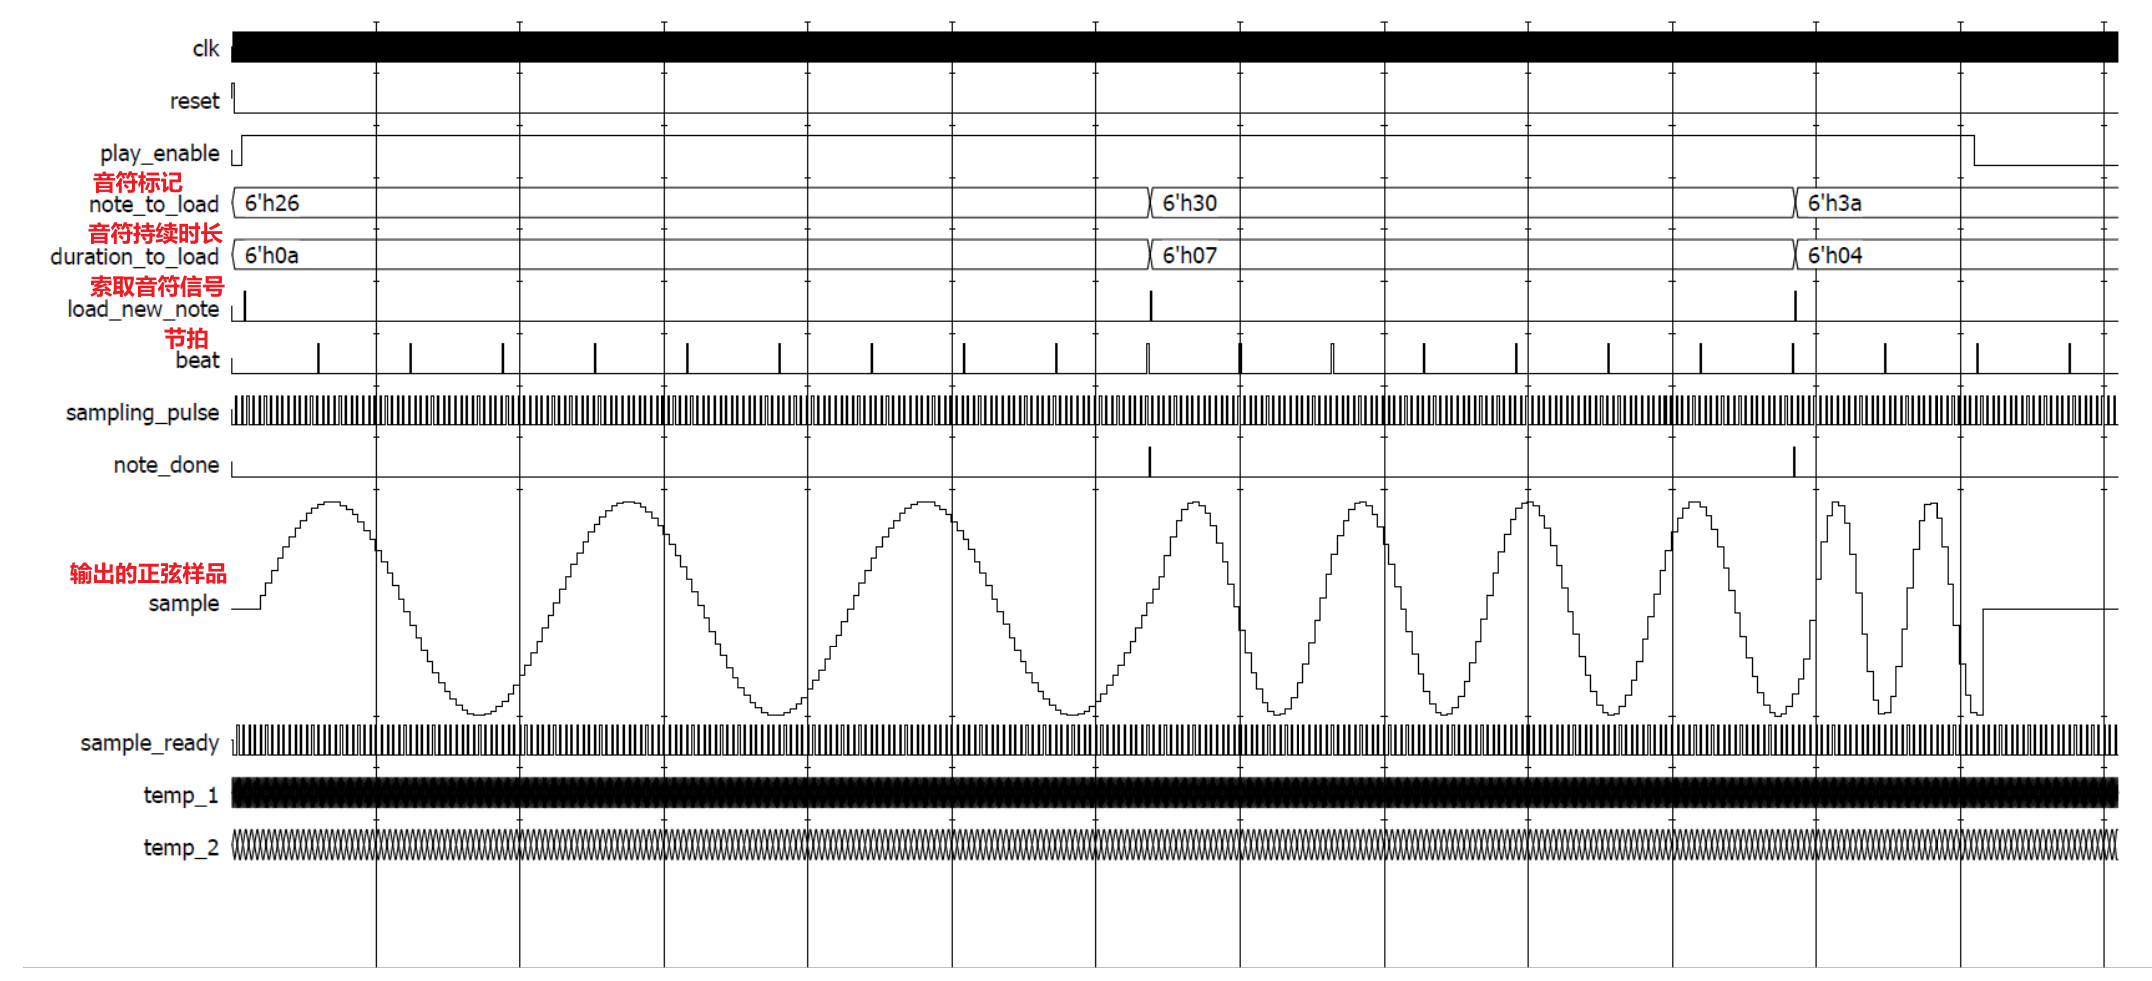 clk
reset
play_enable
音符标记
note_to_load 6'h26 6'h30 6'h3a
音符持续时长
duration_to_load 6'h0a 6'h07 6'h04
索取音符信号
load_new_note
节拍
beat
sampling_pulse
note_done
输出的正弦样品
sample
sample_ready
temp_1
temp_2